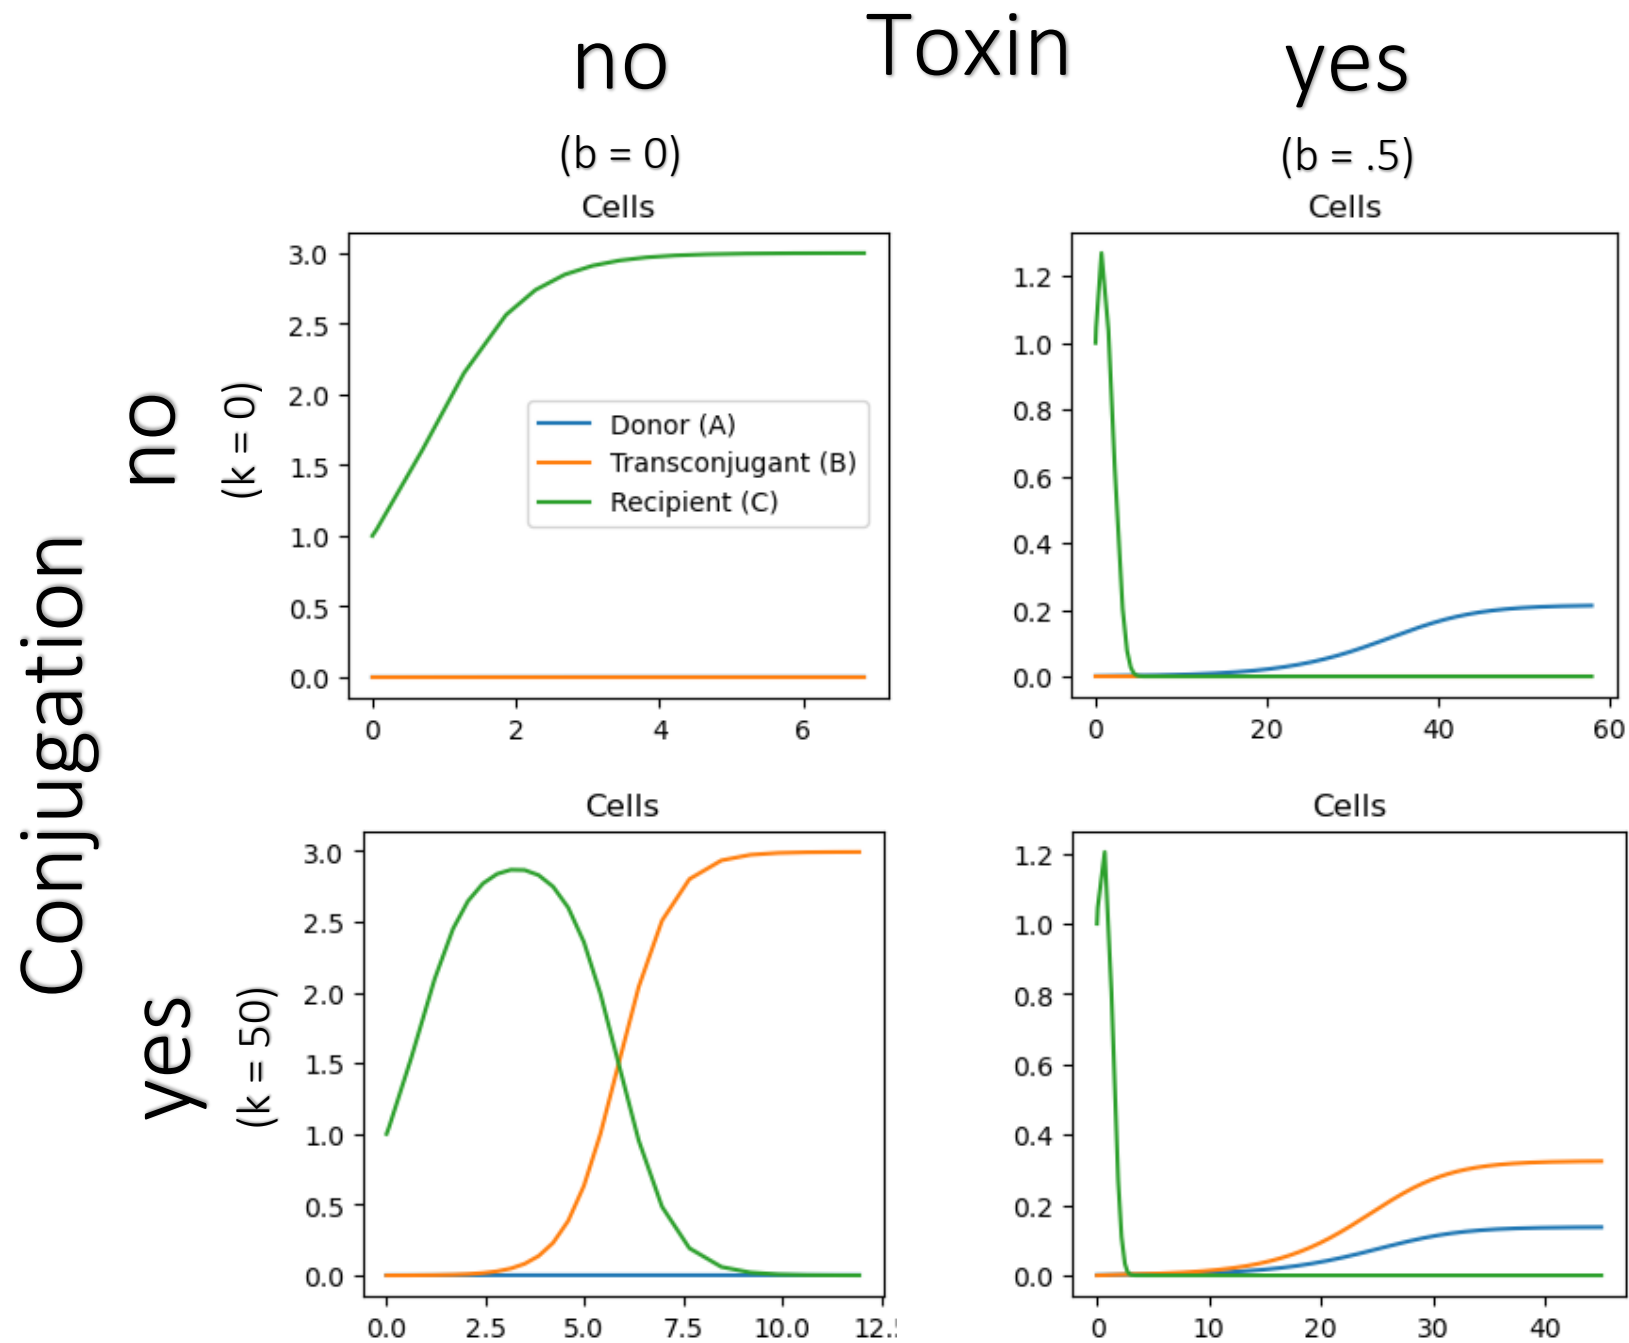 Toxin
no
yes
(b = 0)
(b = .5)
Conjugation
no
(k = 0)
yes
(k = 50)
Cells
3.0
2.5
2.0
1.5
1.0
0.5
0.0
0 2 4 6
Donor (A)
Transconjugant (B)
Recipient (C)
Cells
1.2
1.0
0.8
0.6
0.4
0.2
0.0
0 20 40 60
Cells
3.0
2.5
2.0
1.5
1.0
0.5
0.0
0.0 2.5 5.0 7.5 10.0
Cells
1.2
1.0
0.8
0.6
0.4
0.2
0.0
0 10 20 30 40